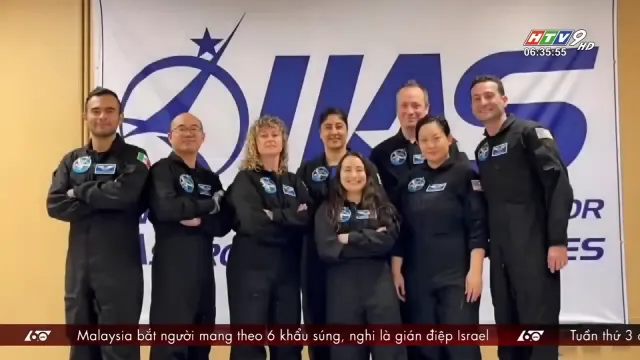 HTV9 HD
06:35:55
IIAS
OR
ES
Malaysia bắt người mang theo 6 khẩu súng, nghi là gián điệp Israel
60
Tuần thứ 3